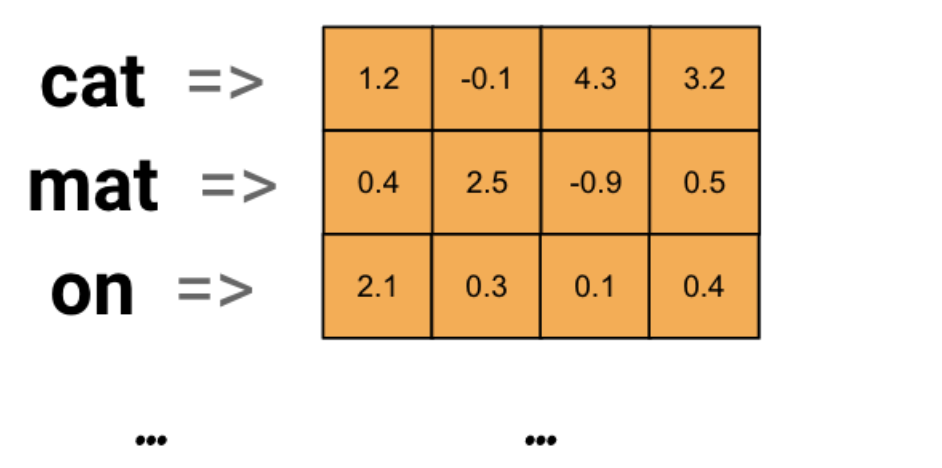 cat => 1.2 -0.1 4.3 3.2
mat => 0.4 2.5 -0.9 0.5
on => 2.1 0.3 0.1 0.4
... ...